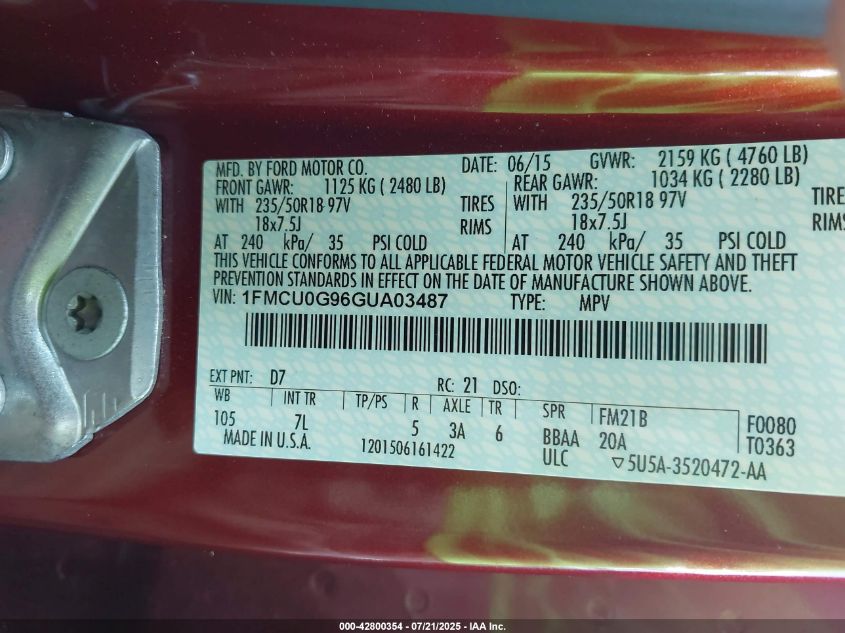 MFD. BY FORD MOTOR CO. DATE: 06/15 GVWR: 2159 KG ( 4760 LB)
FRONT GAWR: 1125 KG ( 2480 LB) REAR GAWR: 1034 KG ( 2280 LB)
WITH 235/50R18 97V TIRES WITH 235/50R18 97V TIRE
18x7.5J RIMS 18x7.5J RIMS
AT 240 kPa/ 35 PSI COLD AT 240 kPa/ 35 PSI COLD
THIS VEHICLE CONFORMS TO ALL APPLICABLE FEDERAL MOTOR VEHICLE SAFETY AND THEFT
PREVENTION STANDARDS IN EFFECT ON THE DATE OF MANUFACTURE SHOWN ABOVE.
VIN: 1FMCU0G96GUA03487 TYPE: MPV
EXT PNT: D7 RC: 21 DSO:
WB INT TR TP/PS R AXLE TR SPR FM21B F0080
105 7L 5 3A 6 BBAA 20A T0363
MADE IN U.S.A. 1201506161422 ULC ▽5U5A-3520472-AA
000-42800354 - 07/21/2025 - IAA Inc.